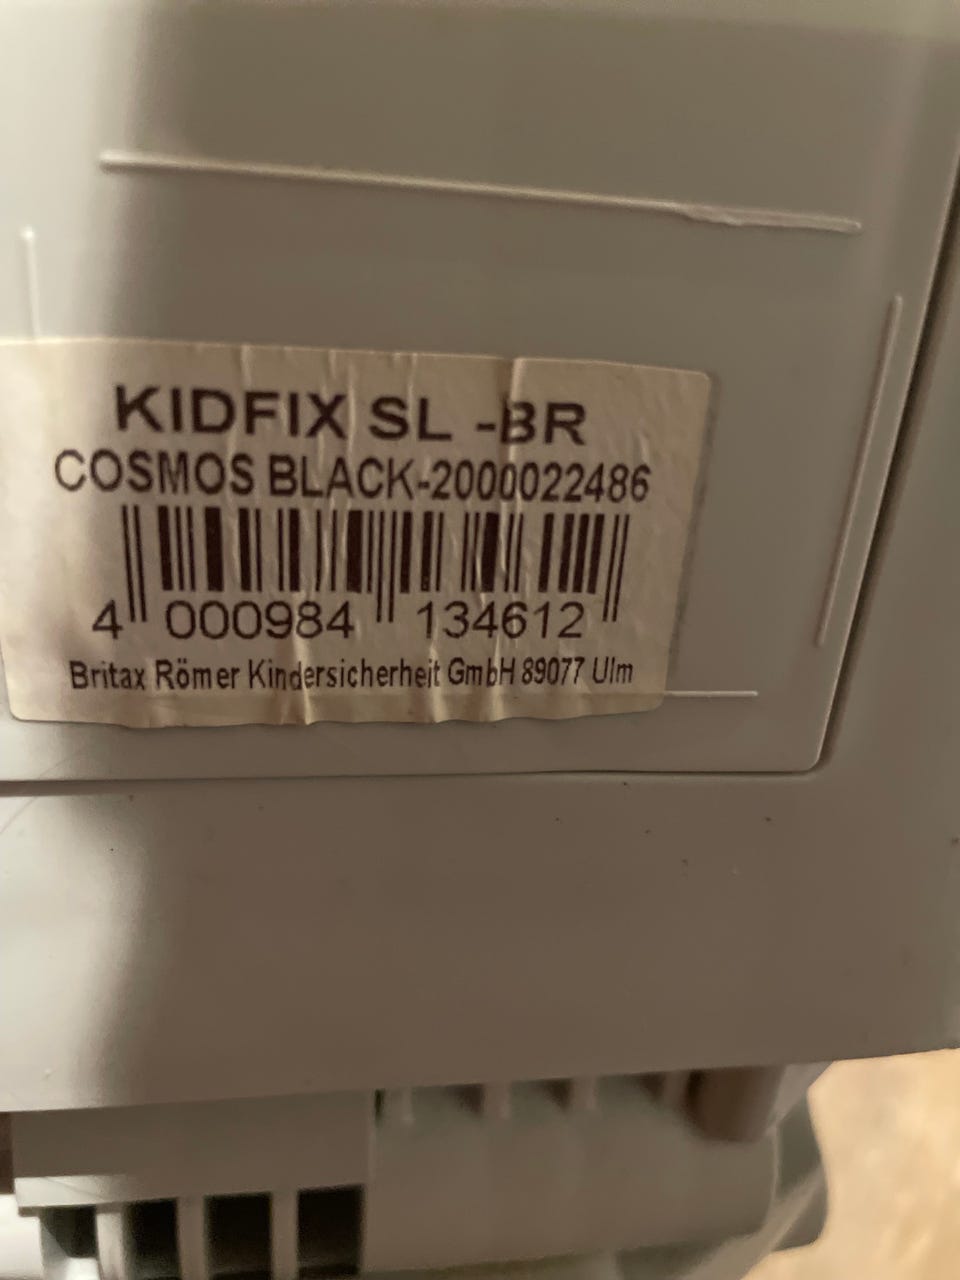 KIDFIX SL -BR
COSMOS BLACK-2000022486
4 000984 134612
Britax Römer Kindersicherheit GmbH 89077 Ulm